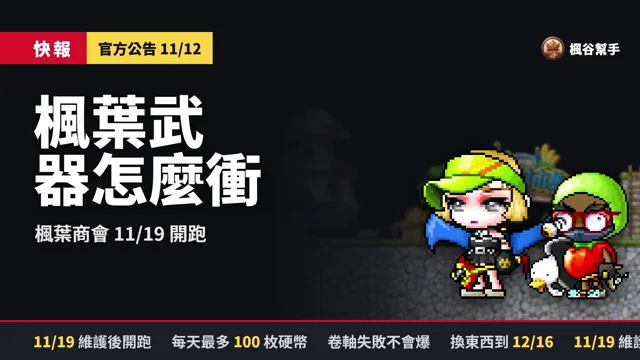 快報
官方公告 11/12
楓谷幫手
楓葉武
器怎麼衝
楓葉商會 11/19 開跑
11/19 維護後開跑 每天最多 100 枚硬幣 卷軸失敗不會爆 換東西到 12/16 11/19 維護